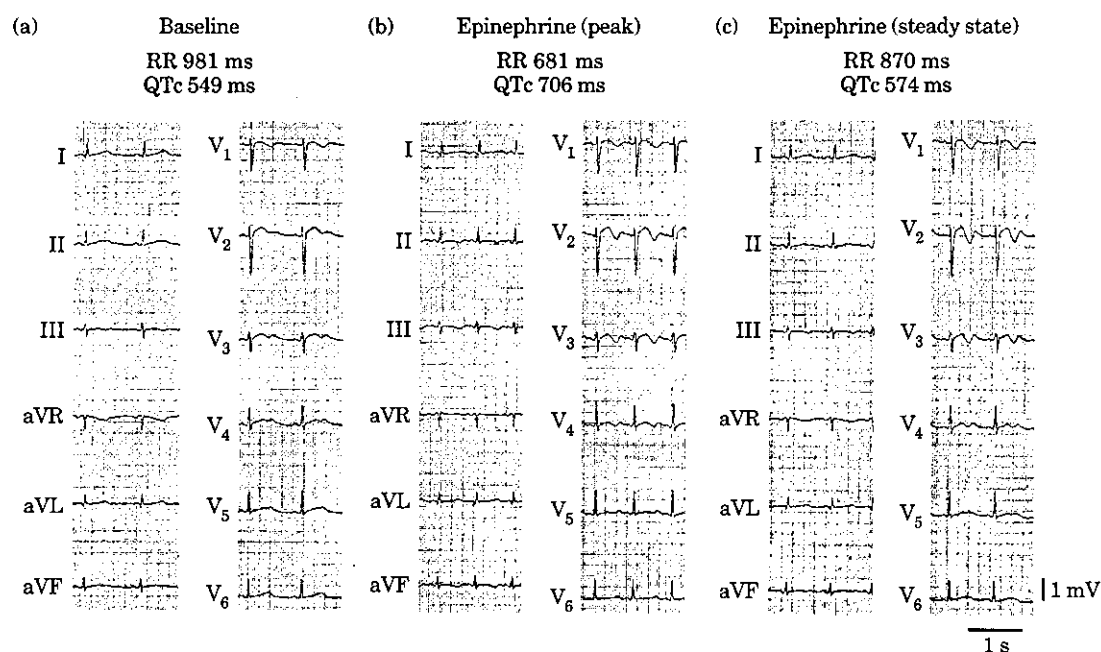 (a) Baseline
RR 981 ms
QTc 549 ms
I
II
III
aVR
aVL
aVF
V1
V2
V3
V4
V5
V6
(b) Epinephrine (peak)
RR 681 ms
QTc 706 ms
I
II
III
aVR
aVL
aVF
V1
V2
V3
V4
V5
V6
(c) Epinephrine (steady state)
RR 870 ms
QTc 574 ms
I
II
III
aVR
aVL
aVF
V1
V2
V3
V4
V5
V6
1 mV
1 s